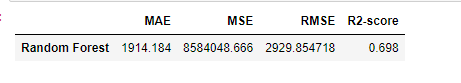 MAE MSE RMSE R2-score
Random Forest 1914.184 8584048.666 2929.854718 0.698